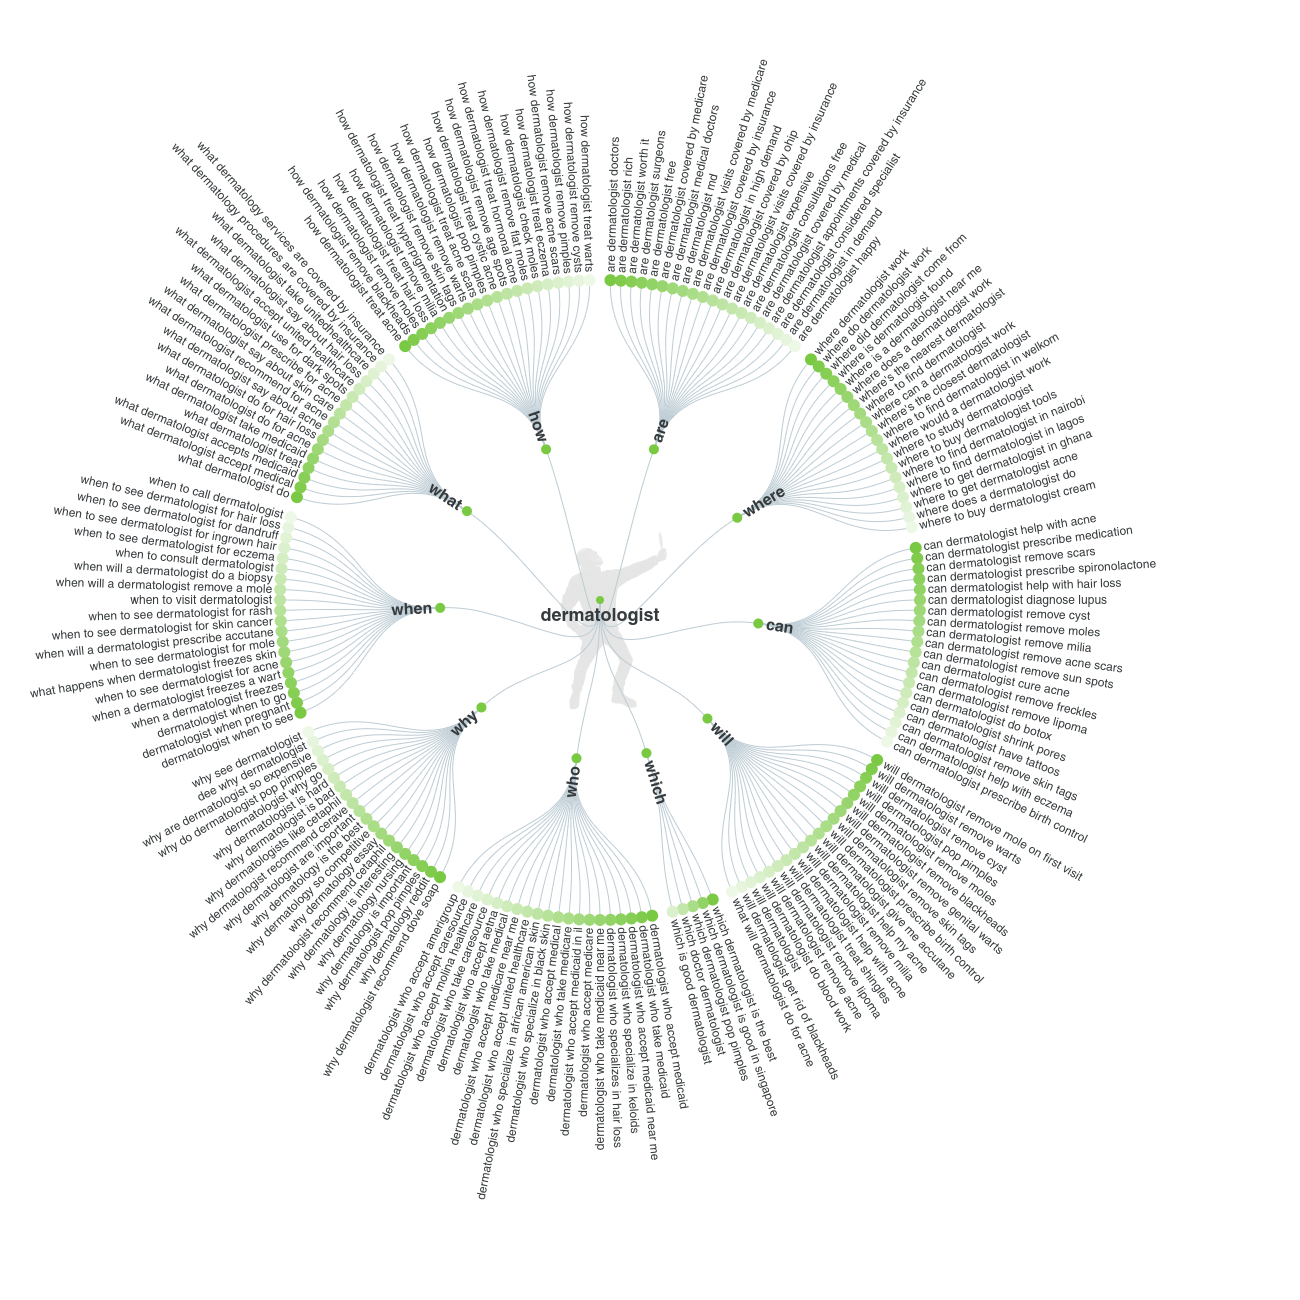 dermatologist
are
are dermatologist doctors
are dermatologist rich
are dermatologist worth it
are dermatologist surgeons
are dermatologist free
are dermatologist covered by medicare
are dermatologist medical doctors
are dermatologist md
are dermatologist visits covered by medicare
are dermatologist covered by insurance
are dermatologist in high demand
are dermatologist covered by ohip
are dermatologist visits covered by insurance
are dermatologist expensive
are dermatologist consultations free
are dermatologist covered by medical
are dermatologist appointments covered by insurance
are dermatologist considered specialist
are dermatologist in demand
are dermatologist happy
where
where dermatologist work
where do dermatologist work
where did dermatologist come from
where is dermatologist found
where is a dermatologist near me
where does a dermatologist work
where's the nearest dermatologist
where to find dermatologist
where can a dermatologist work
where's the closest dermatologist
where to find dermatologist in welkom
where would a dermatologist work
where to study dermatologist
where to buy dermatologist tools
where to find dermatologist in nairobi
where to find dermatologist in lagos
where to get dermatologist in ghana
where to get dermatologist acne
where does a dermatologist do
where to buy dermatologist cream
can
can dermatologist help with acne
can dermatologist prescribe medication
can dermatologist remove scars
can dermatologist prescribe spironolactone
can dermatologist help with hair loss
can dermatologist diagnose lupus
can dermatologist remove cyst
can dermatologist remove moles
can dermatologist remove milia
can dermatologist remove acne scars
can dermatologist remove sun spots
can dermatologist cure acne
can dermatologist remove freckles
can dermatologist remove lipoma
can dermatologist do botox
can dermatologist shrink pores
can dermatologist have tattoos
can dermatologist remove skin tags
can dermatologist help with eczema
can dermatologist prescribe birth control
will
will dermatologist remove mole on first visit
will dermatologist remove warts
will dermatologist remove cyst
will dermatologist pop pimples
will dermatologist remove moles
will dermatologist remove blackheads
will dermatologist remove genital warts
will dermatologist remove skin tags
will dermatologist prescribe birth control
will dermatologist give me accutane
will dermatologist help my acne
will dermatologist remove milia
will dermatologist help with acne
will dermatologist treat shingles
will dermatologist remove lipoma
will dermatologist remove acne
will dermatologist do blood work
will dermatologist
will dermatologist get rid of blackheads
what will dermatologist do for acne
which
which dermatologist is the best
which dermatologist is good in singapore
which dermatologist pop pimples
which doctor dermatologist
which is good dermatologist
who
dermatologist who accept medicaid
dermatologist who take medicaid
dermatologist who accept medicaid near me
dermatologist who specialize in keloids
dermatologist who specializes in hair loss
dermatologist who take medicaid near me
dermatologist who accept medicare
dermatologist who accept medicaid in il
dermatologist who take medicare
dermatologist who accept medical
dermatologist who specialize in black skin
dermatologist who specialize in african american skin
dermatologist who accept united healthcare
dermatologist who accept medicare near me
dermatologist who take medicare
dermatologist who accept aetna
dermatologist who take caresource
dermatologist who accept molina healthcare
dermatologist who accept caresource
dermatologist who accept amerigroup
why
why dermatologist recommend dove soap
why dermatology reddit
why dermatologist pop pimples
why dermatology is important
why dermatology nursing
why dermatology is interesting
why dermatologist recommend cetaphil
why dermatology essay
why dermatology so competitive
why dermatology is the best
why dermatologist are important
why dermatologist recommend cerave
why dermatologists like cetaphil
why dermatologist is bad
why dermatologist is hard
dermatologist why go
why do dermatologist pop pimples
why are dermatologist so expensive
dee why dermatologist
why see dermatologist
when
dermatologist when to see
dermatologist when pregnant
dermatologist when to go
when a dermatologist freezes
when a dermatologist freezes a wart
when to see dermatologist for acne
what happens when dermatologist freezes skin
when to see dermatologist for mole
when will a dermatologist prescribe accutane
when to see dermatologist for skin cancer
when to see dermatologist for rash
when to visit dermatologist
when will a dermatologist remove a mole
when will a dermatologist do a biopsy
when to consult dermatologist
when to see dermatologist for eczema
when to see dermatologist for ingrown hair
when to see dermatologist for dandruff
when to see dermatologist for hair loss
when to call dermatologist
what
what dermatologist do
what dermatologist accept medical
what dermatologist accepts medicaid
what dermatologist treat
what dermatologist take medicaid
what dermatologist do for acne
what dermatologist do for hair loss
what dermatologist say about acne
what dermatologist recommend for acne
what dermatologist say about skin care
what dermatologist prescribe for acne
what dermatologist use for dark spots
what dermatologist accept united healthcare
what dermatologist say about hair loss
what dermatologist take unitedhealthcare
what dermatology procedures are covered by insurance
what dermatology services are covered by insurance
how
how dermatologist treat acne
how dermatologist remove blackheads
how dermatologist remove moles
how dermatologist treat hair loss
how dermatologist remove milia
how dermatologist treat hyperpigmentation
how dermatologist remove warts
how dermatologist remove skin tags
how dermatologist treat acne scars
how dermatologist pop pimples
how dermatologist treat cystic acne
how dermatologist remove age spots
how dermatologist treat hormonal acne
how dermatologist remove flat moles
how dermatologist check moles
how dermatologist treat eczema
how dermatologist remove acne scars
how dermatologist remove pimples
how dermatologist remove cysts
how dermatologist treat warts